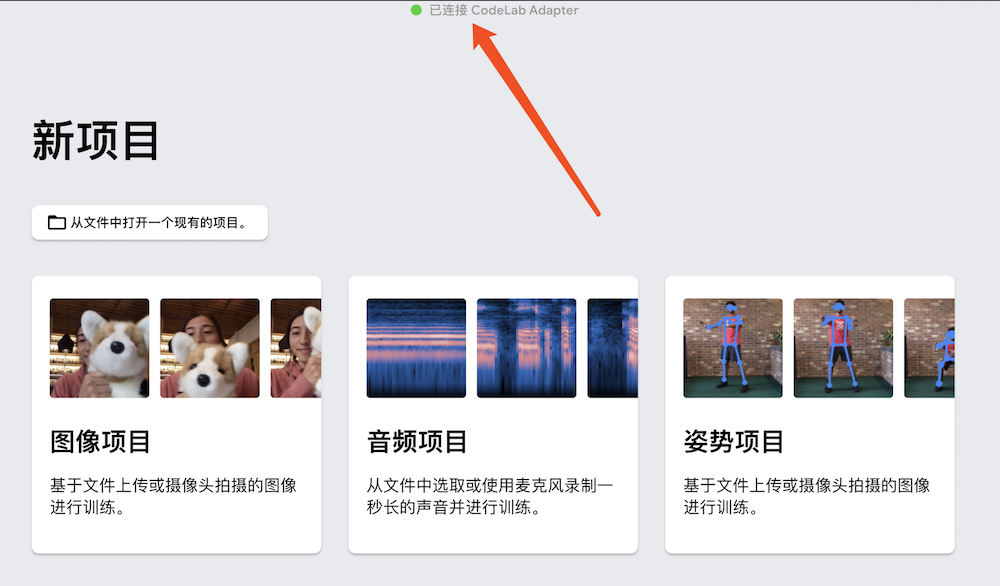 已连接 CodeLab Adapter
新项目
从文件中打开一个现有的项目。
图像项目
基于文件上传或摄像头拍摄的图像
进行训练。
音频项目
从文件中选取或使用麦克风录制一
秒长的声音并进行训练。
姿势项目
基于文件上传或摄像头拍摄的图像
进行训练。